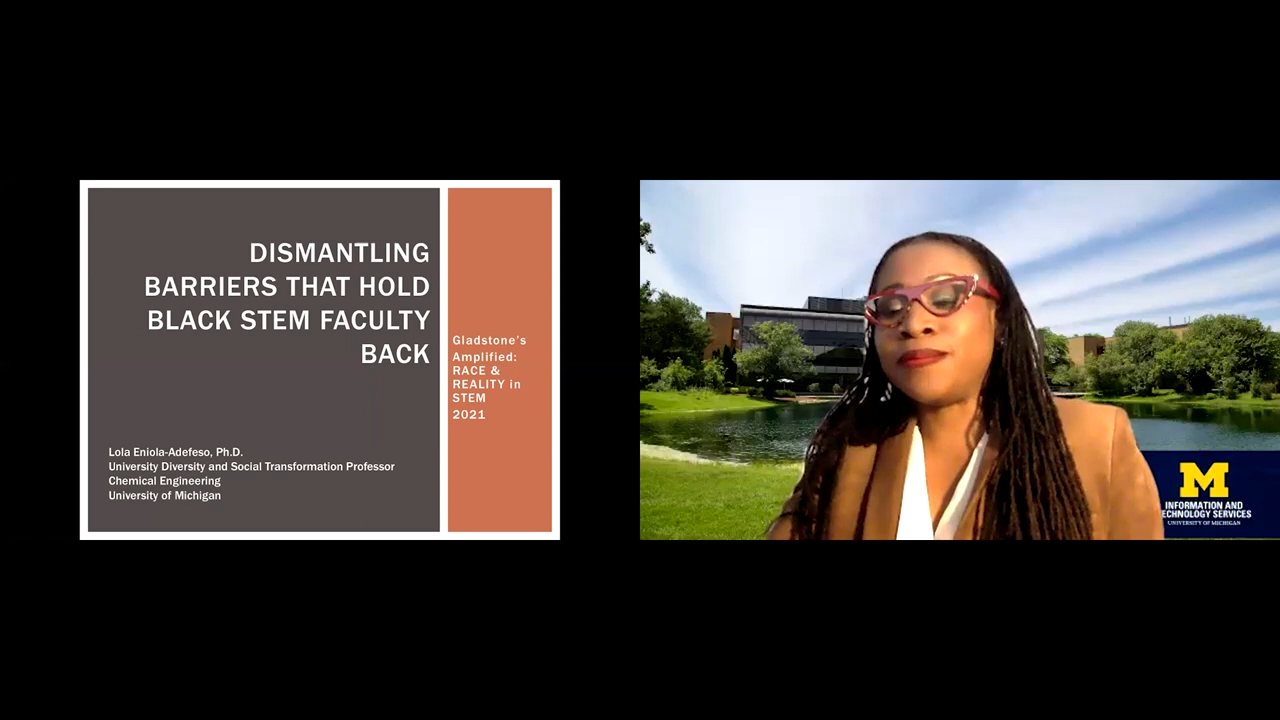 DISMANTLING
BARRIERS THAT HOLD
BLACK STEM FACULTY
BACK
Lola Eniola-Adefeso, Ph.D.
University Diversity and Social Transformation Professor
Chemical Engineering
University of Michigan
Gladstone's
Amplified:
RACE &
REALITY in
STEM
2021
M
INFORMATION AND
ECHNOLOGY SERVICES
UNIVERSITY OF MICHIGAN